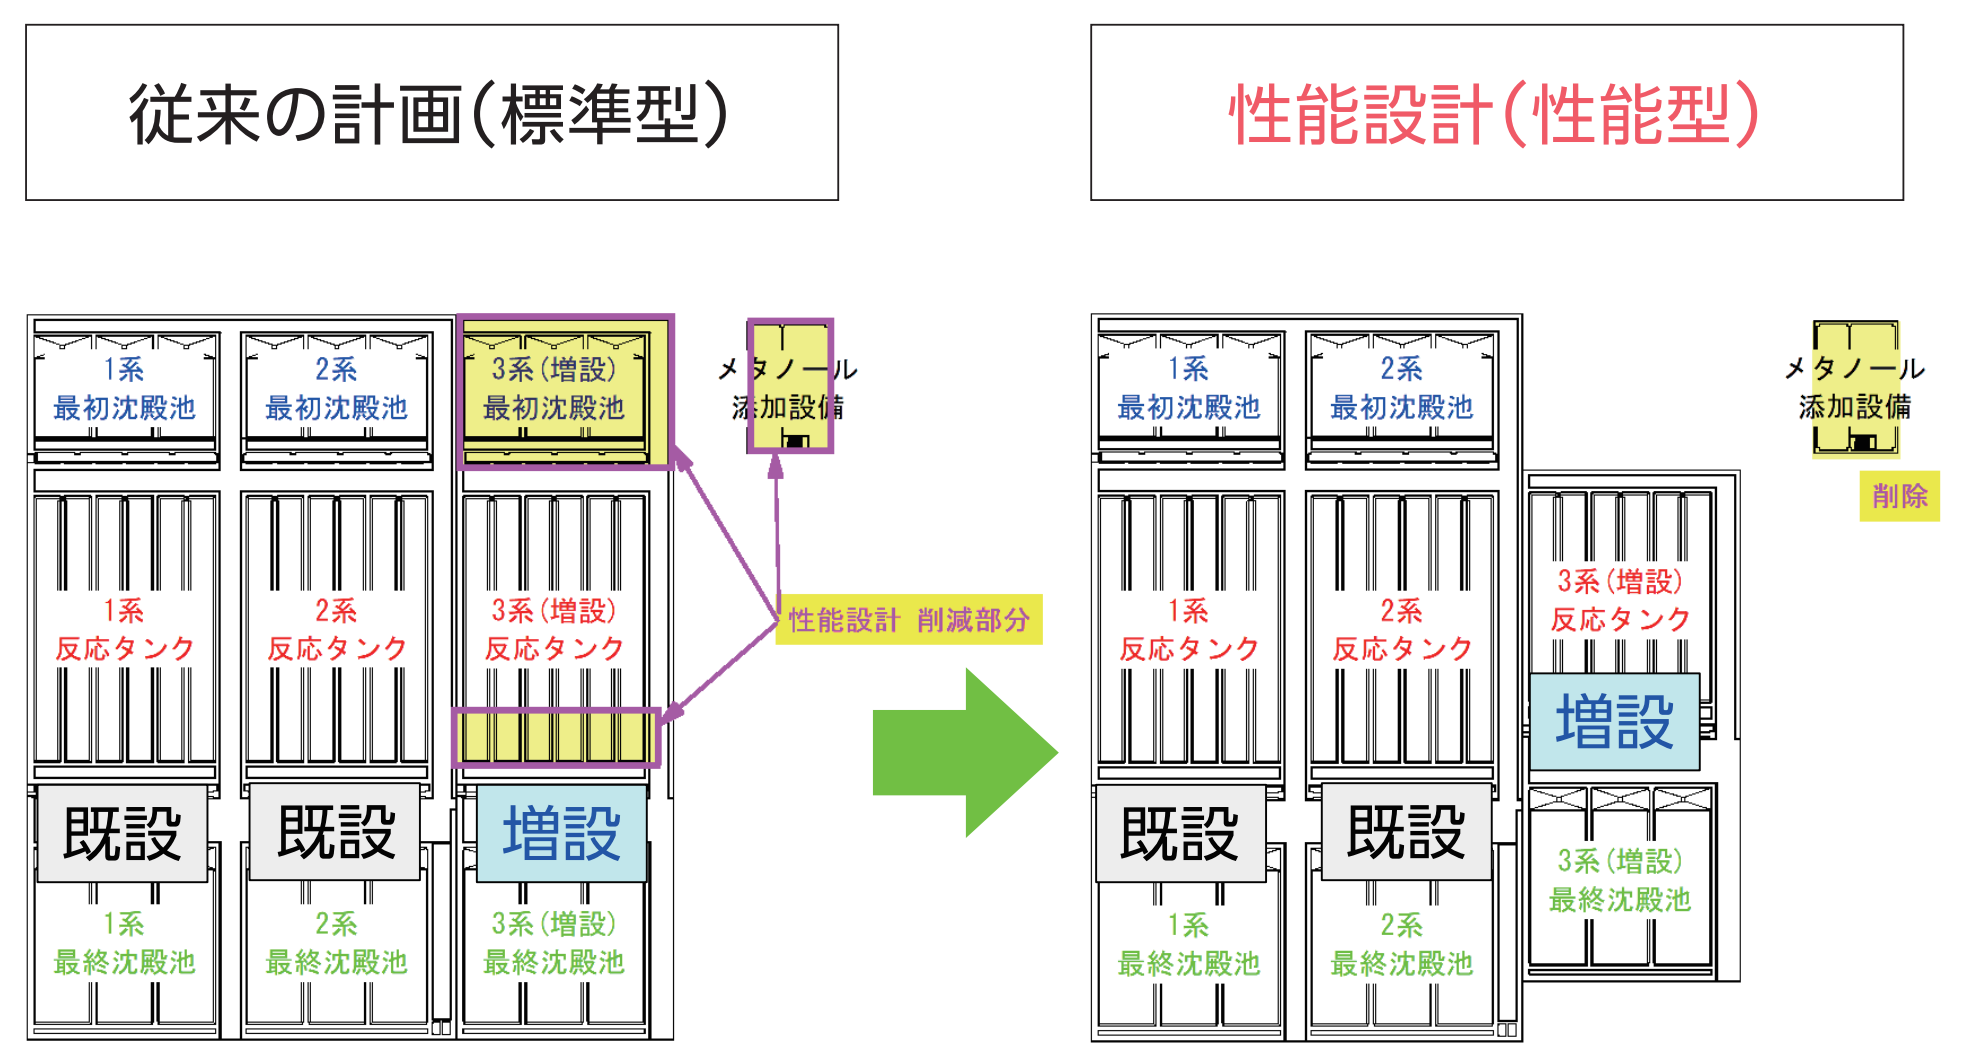 従来の計画(標準型)
性能設計(性能型)
1系
最初沈殿池
2系
最初沈殿池
3系(増設)
最初沈殿池
メタノール
添加設備
1系
反応タンク
2系
反応タンク
3系(増設)
反応タンク
性能設計 削減部分
既設
既設
増設
1系
最終沈殿池
2系
最終沈殿池
3系(増設)
最終沈殿池
1系
最初沈殿池
2系
最初沈殿池
メタノール
添加設備
削除
1系
反応タンク
2系
反応タンク
3系(増設)
反応タンク
増設
既設
既設
1系
最終沈殿池
2系
最終沈殿池
3系(増設)
最終沈殿池